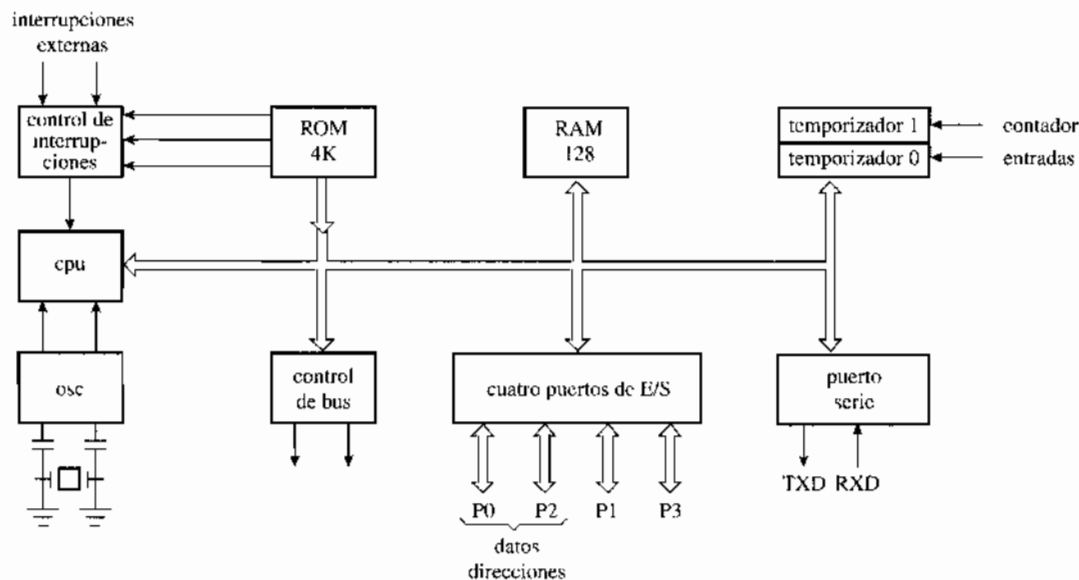 interrupciones
externas
control de
interrup-
ciones
ROM
4K
RAM
128
temporizador 1
contador
temporizador 0
entradas
cpu
osc
control
de bus
cuatro puertos de E/S
puerto
serie
TXD RXD
P0 P2 P1 P3
datos
direcciones